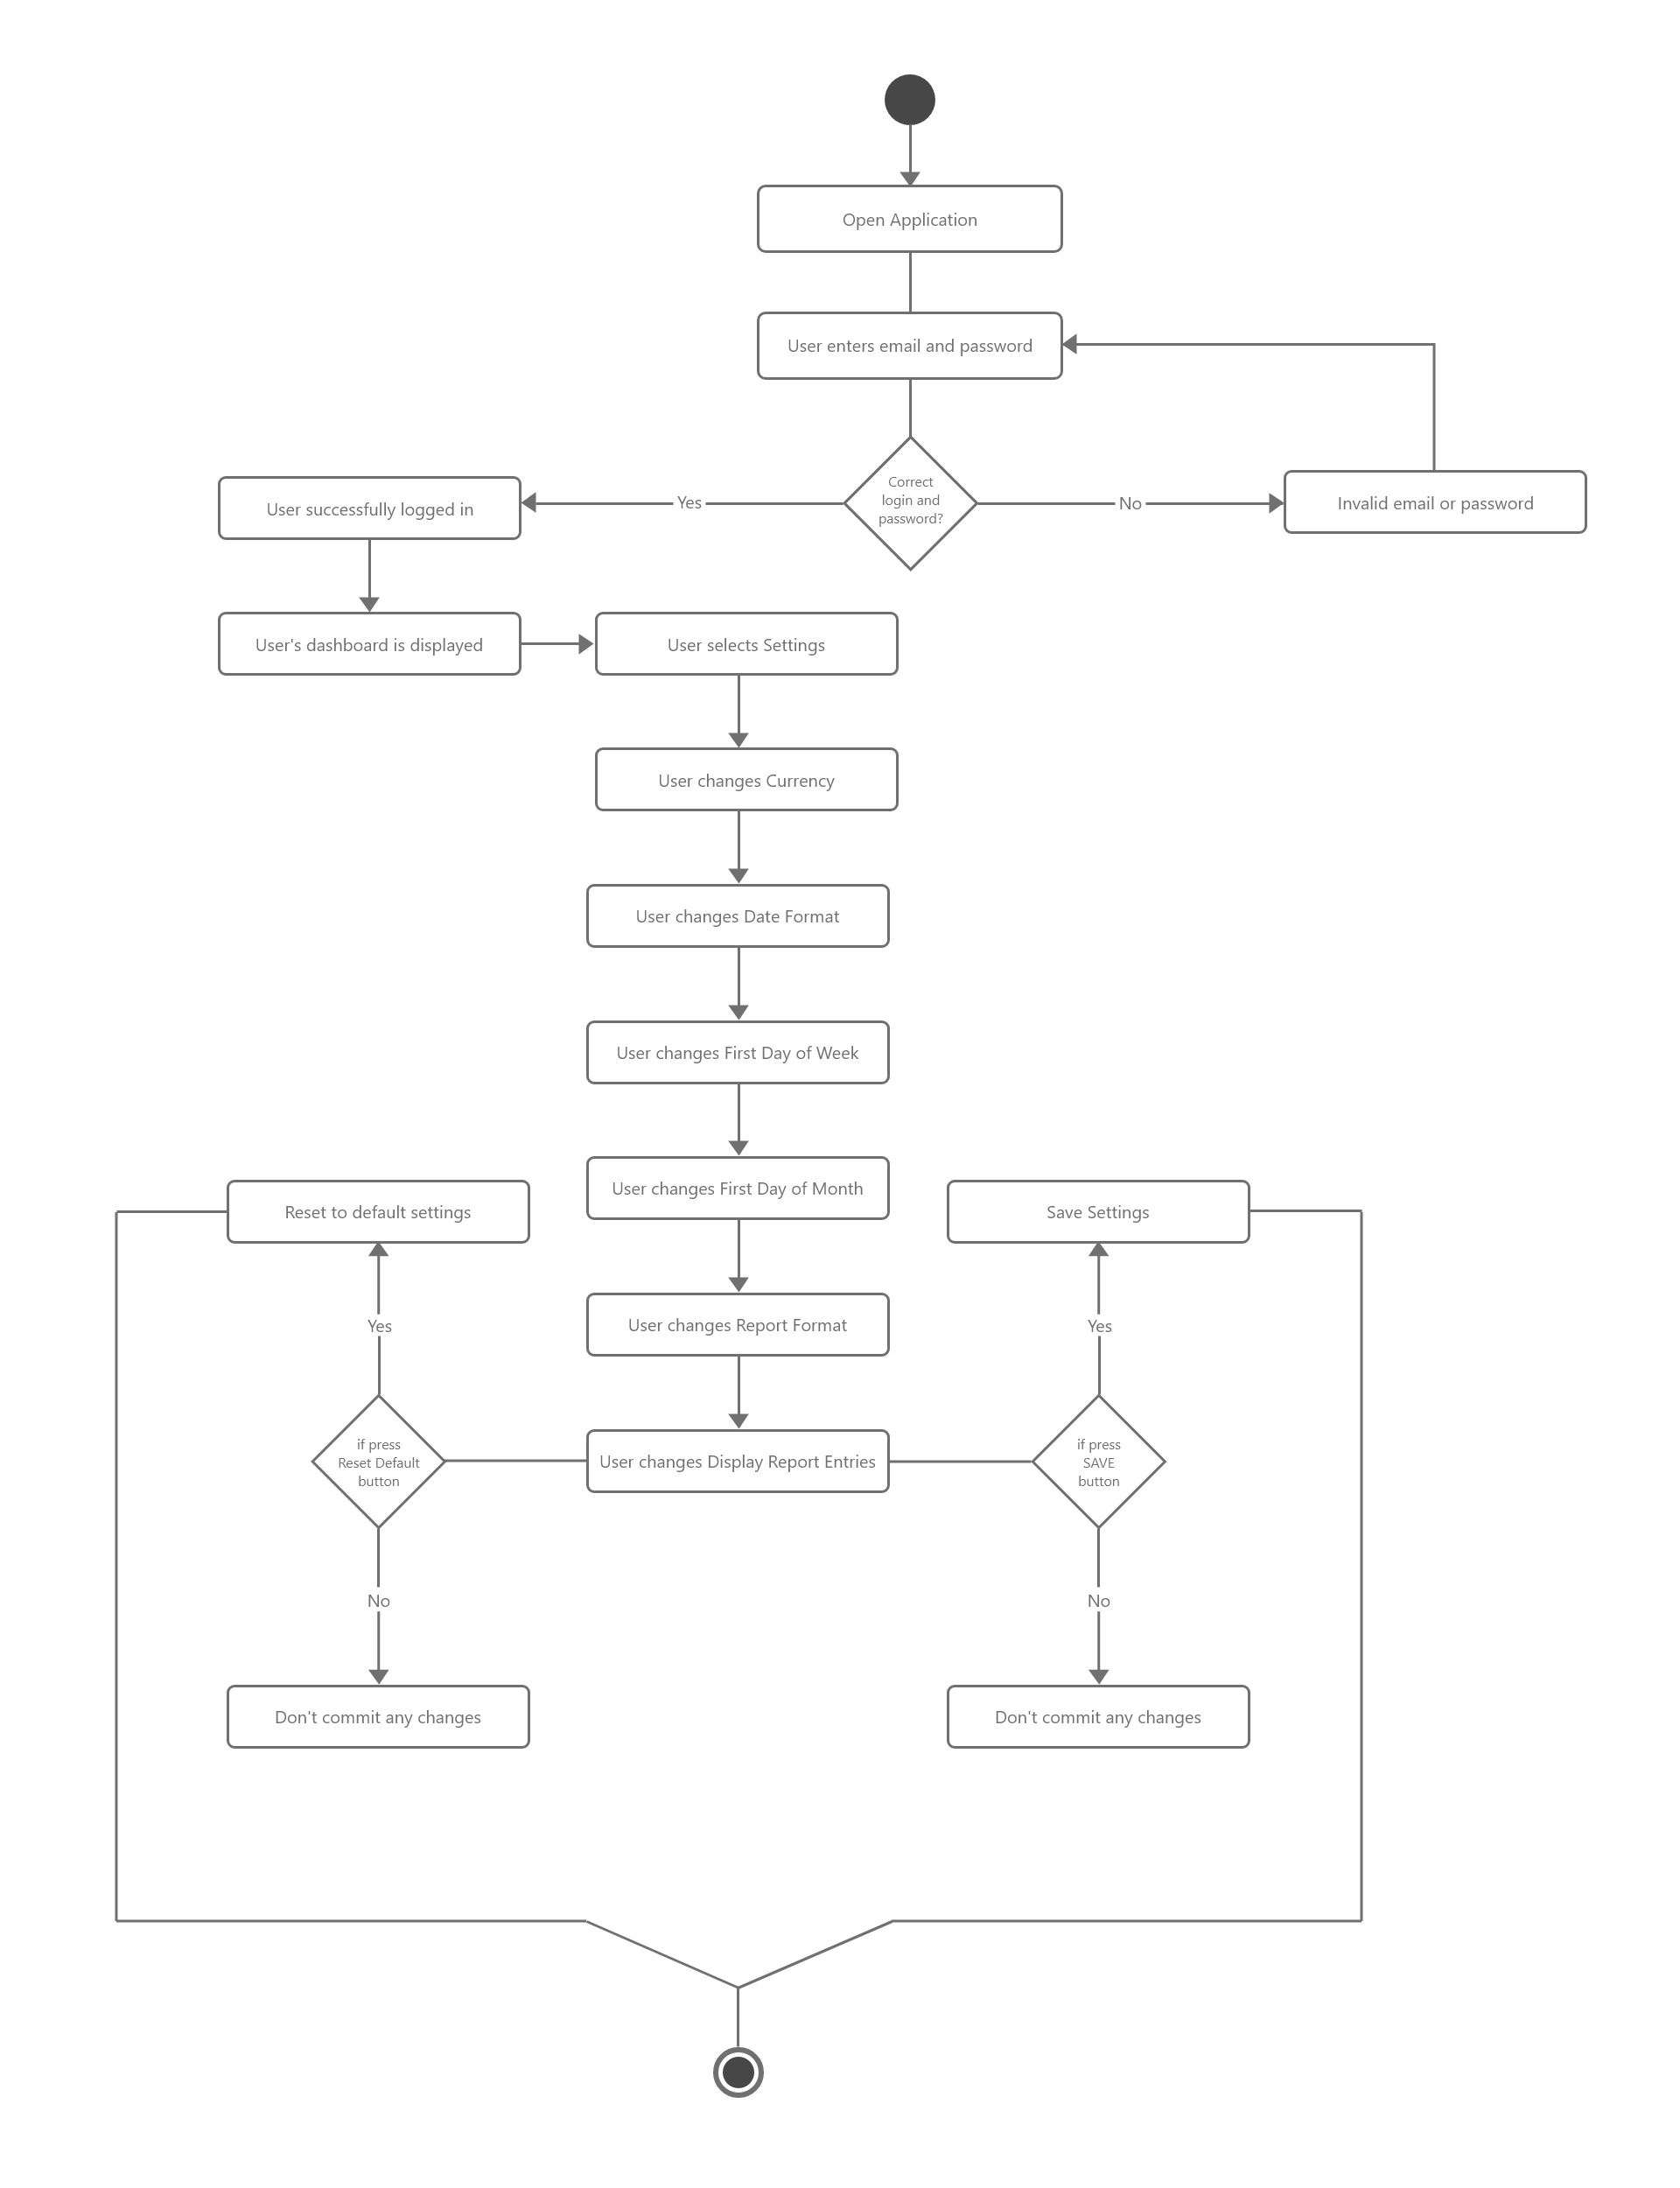 Open Application
User enters email and password
Correct
login and
password?
Yes
No
User successfully logged in
Invalid email or password
User's dashboard is displayed
User selects Settings
User changes Currency
User changes Date Format
User changes First Day of Week
User changes First Day of Month
Reset to default settings
Save Settings
User changes Report Format
Yes
Yes
if press
Reset Default
button
User changes Display Report Entries
if press
SAVE
button
No
No
Don't commit any changes
Don't commit any changes